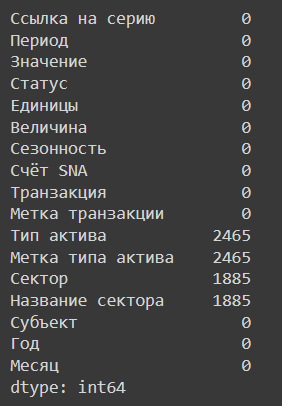 Ссылка на серию 0
Период 0
Значение 0
Статус 0
Единицы 0
Величина 0
Сезонность 0
Счёт SNA 0
Транзакция 0
Метка транзакции 0
Тип актива 2465
Метка типа актива 2465
Сектор 1885
Название сектора 1885
Субъект 0
Год 0
Месяц 0
dtype: int64